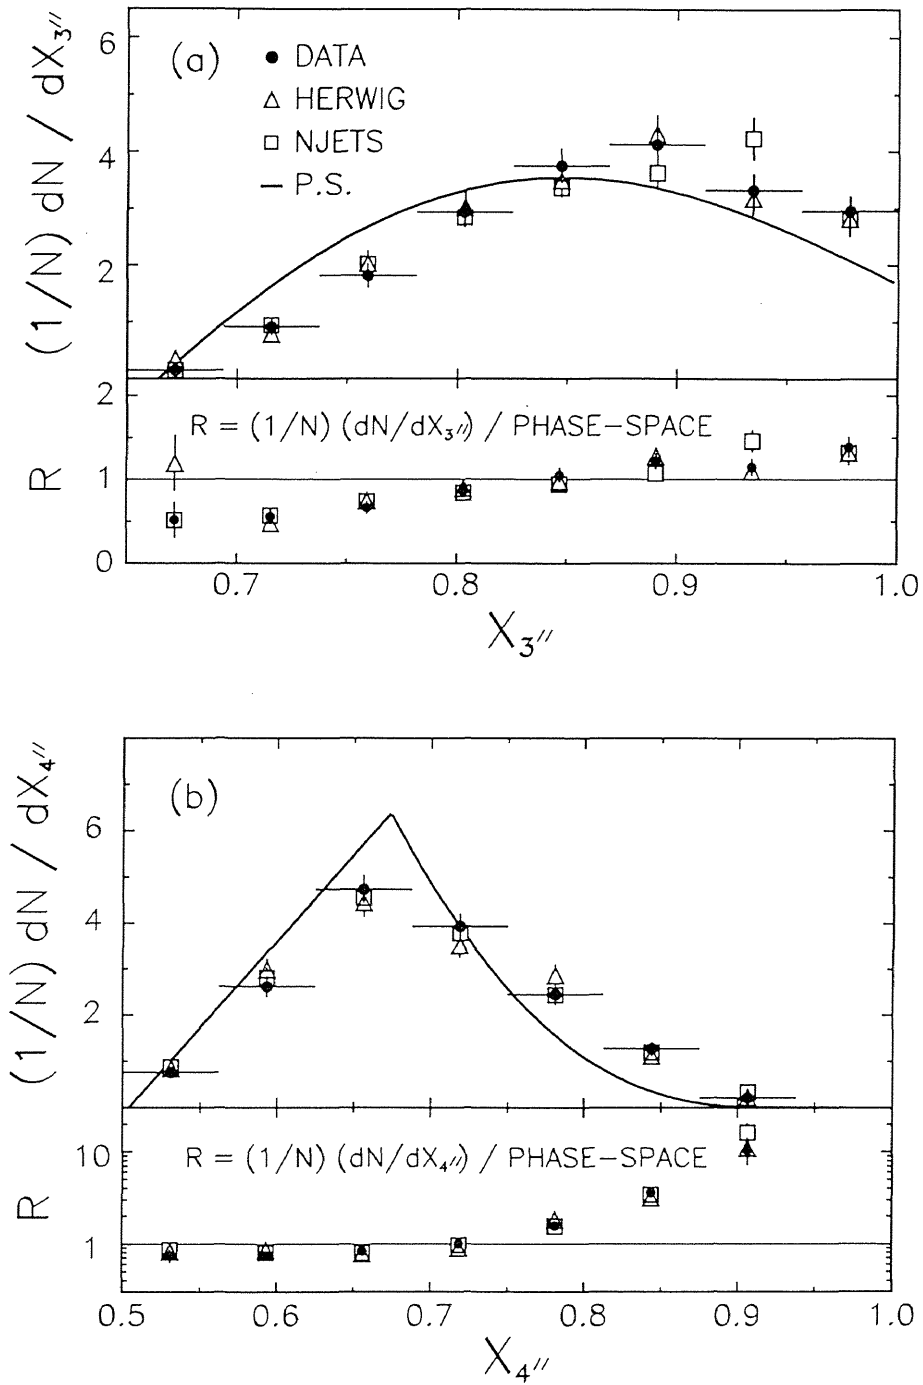 (a)
● DATA
△ HERWIG
□ NJETS
— P.S.
(1/N) dN / dX3″
6
4
2
R = (1/N) (dN/dX3″) / PHASE–SPACE
R
2
1
0
0.7 0.8 0.9 1.0
X3″
(b)
(1/N) dN / dX4″
6
4
2
R = (1/N) (dN/dX4″) / PHASE–SPACE
R
10
1
0.5 0.6 0.7 0.8 0.9 1.0
X4″